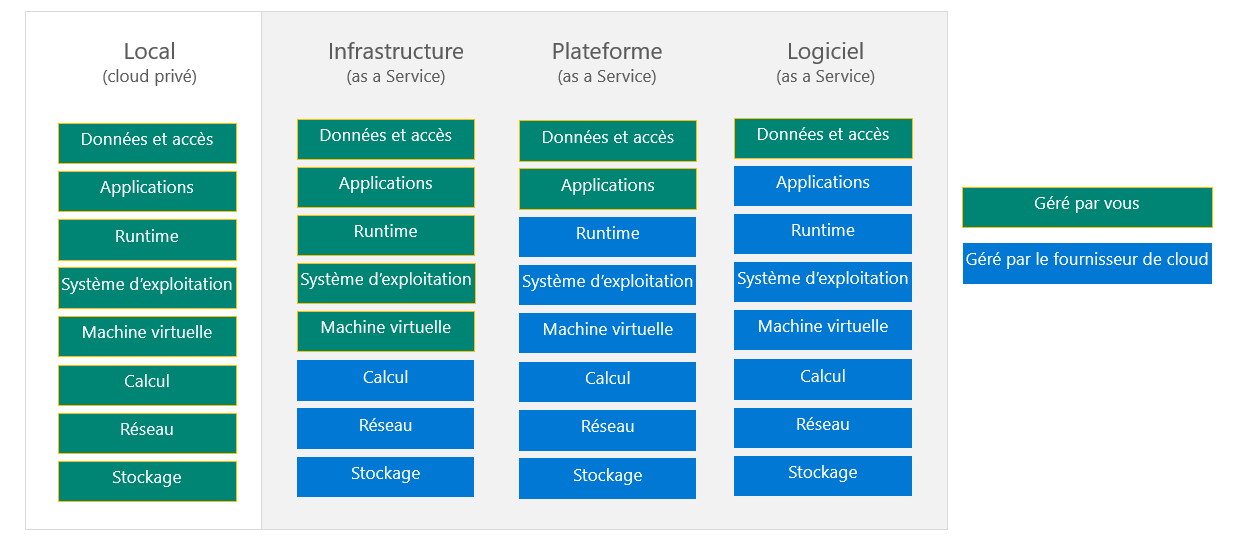 Local
(cloud privé)
Données et accès
Applications
Runtime
Système d’exploitation
Machine virtuelle
Calcul
Réseau
Stockage
Infrastructure
(as a Service)
Données et accès
Applications
Runtime
Système d’exploitation
Machine virtuelle
Calcul
Réseau
Stockage
Plateforme
(as a Service)
Données et accès
Applications
Runtime
Système d’exploitation
Machine virtuelle
Calcul
Réseau
Stockage
Logiciel
(as a Service)
Données et accès
Applications
Runtime
Système d’exploitation
Machine virtuelle
Calcul
Réseau
Stockage
Géré par vous
Géré par le fournisseur de cloud